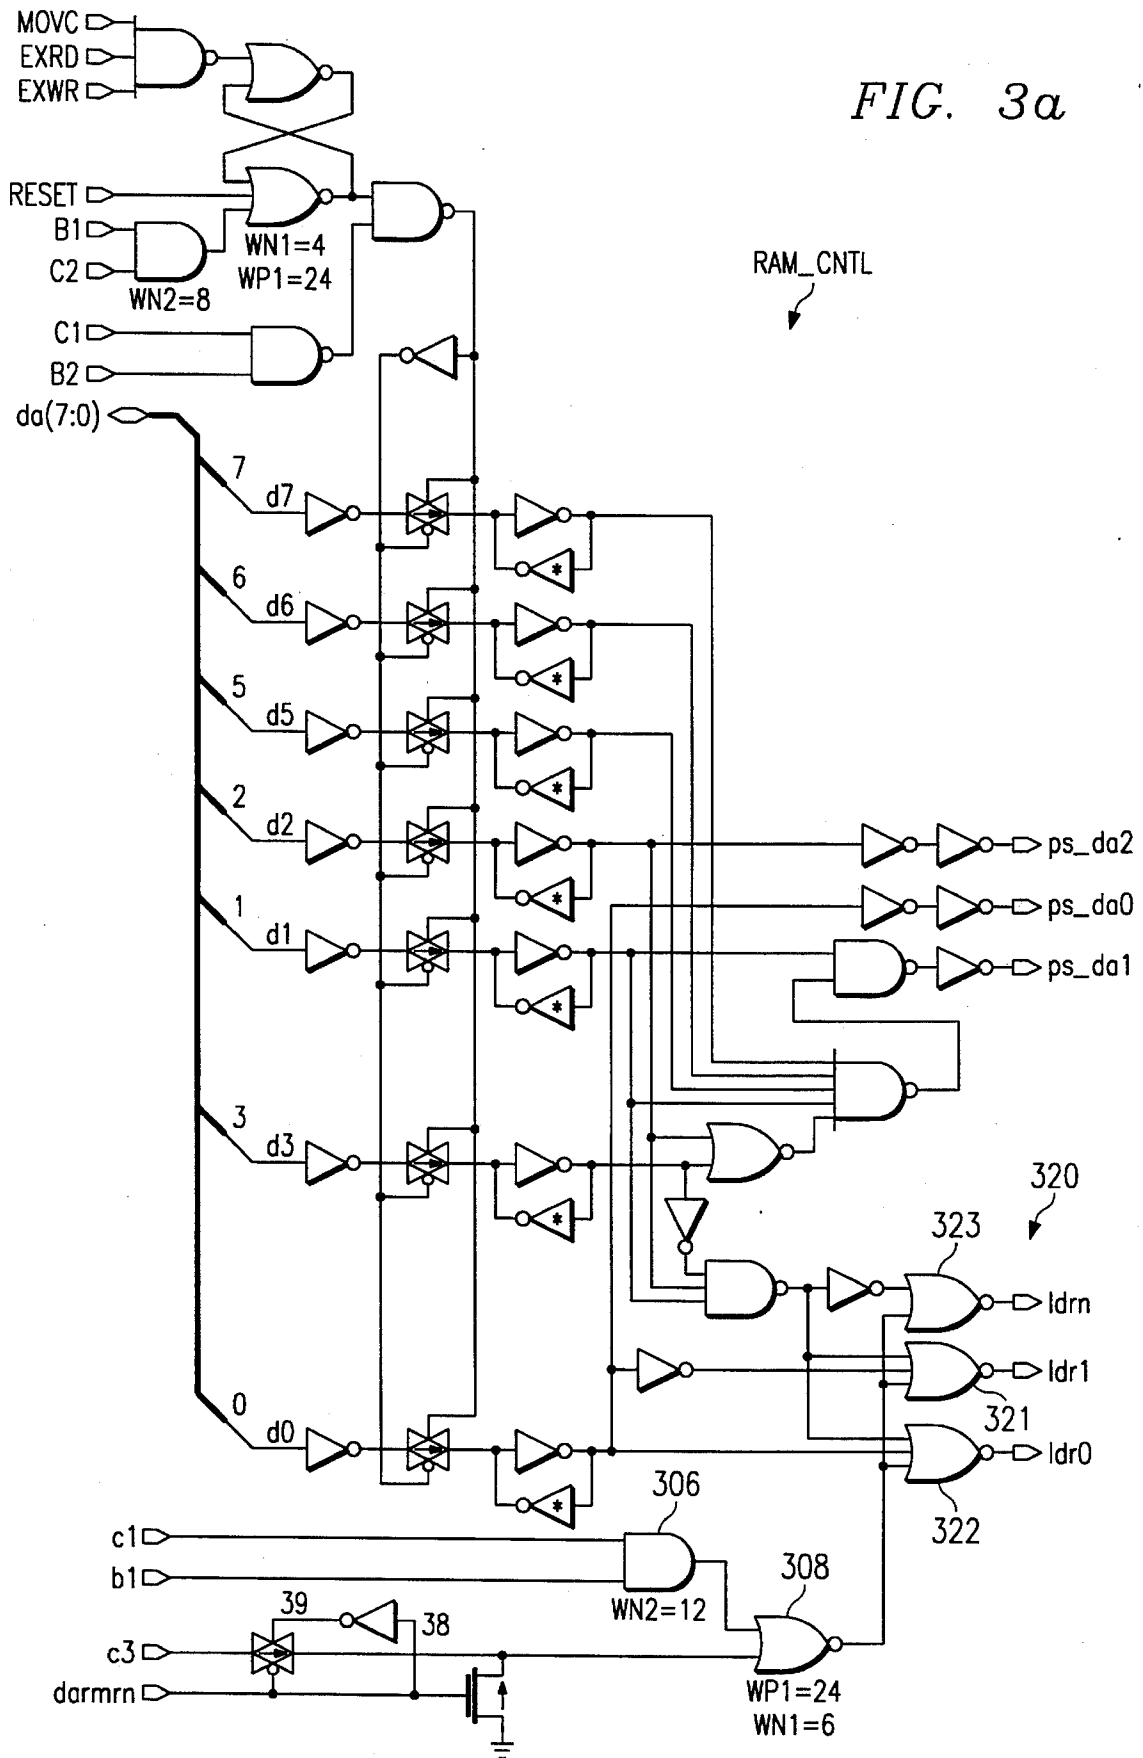 FIG. 3a
MOVC
EXRD
EXWR
RESET
B1
C2
WN1=4
WP1=24
WN2=8
RAM_CNTL
C1
B2
da(7:0)
7
d7
*
6
d6
*
5
d5
*
2
d2
ps_da2
*
ps_da0
1
d1
ps_da1
*
3
d3
*
320
323
ldrn
ldr1
321
0
d0
ldr0
*
322
306
c1
b1
WN2=12
308
39
38
c3
darmrn
WP1=24
WN1=6